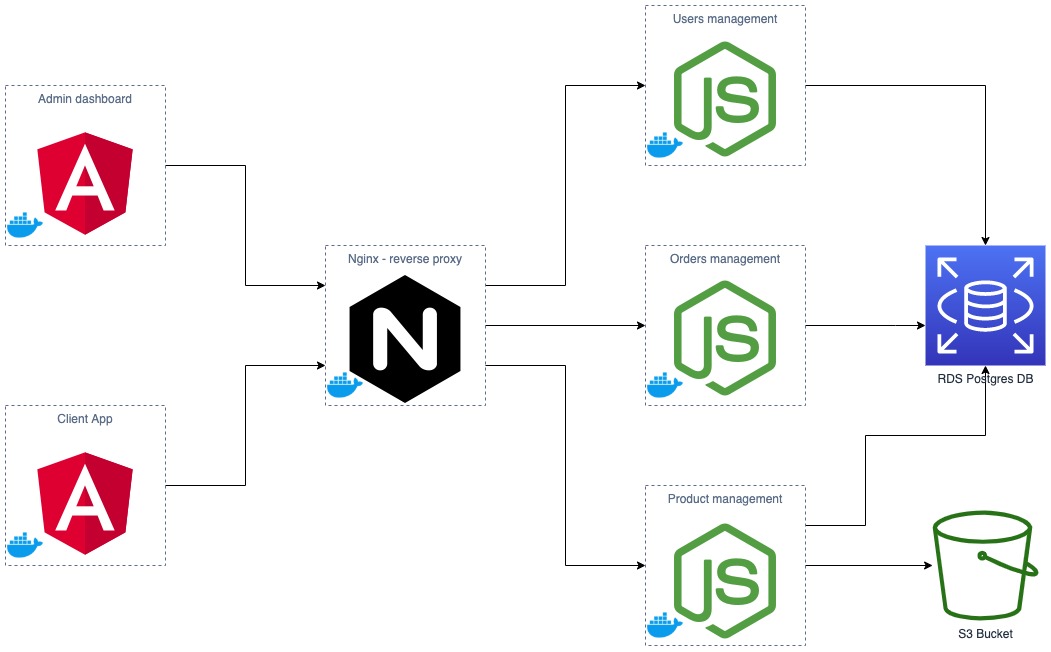 Users management
JS
Admin dashboard
A
Nginx - reverse proxy
N
Orders management
JS
RDS Postgres DB
Client App
A
Product management
JS
S3 Bucket